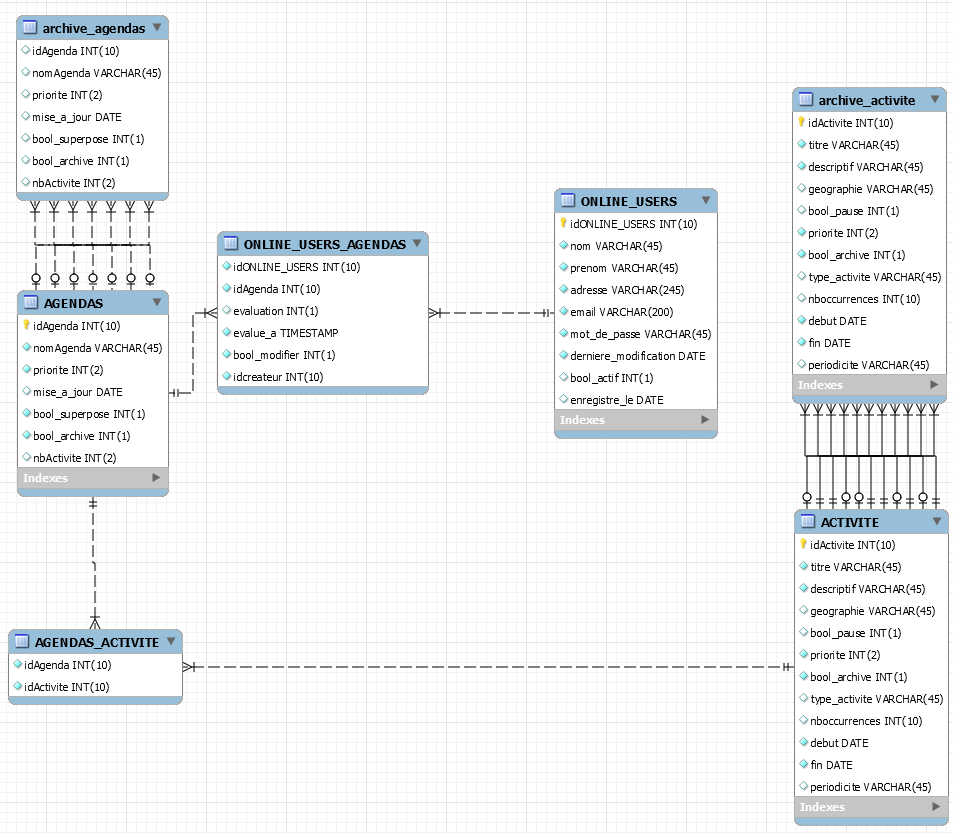 archive_agendas
idAgenda INT(10)
nomAgenda VARCHAR(45)
priorite INT(2)
mise_a_jour DATE
bool_superpose INT(1)
bool_archive INT(1)
nbActivite INT(2)
AGENDAS
idAgenda INT(10)
nomAgenda VARCHAR(45)
priorite INT(2)
mise_a_jour DATE
bool_superpose INT(1)
bool_archive INT(1)
nbActivite INT(2)
Indexes
ONLINE_USERS_AGENDAS
idONLINE_USERS INT(10)
idAgenda INT(10)
evaluation INT(1)
evalue_a TIMESTAMP
bool_modifier INT(1)
idcreateur INT(10)
ONLINE_USERS
idONLINE_USERS INT(10)
nom VARCHAR(45)
prenom VARCHAR(45)
adresse VARCHAR(245)
email VARCHAR(200)
mot_de_passe VARCHAR(45)
derniere_modification DATE
bool_actif INT(1)
enregistre_le DATE
Indexes
archive_activite
idActivite INT(10)
titre VARCHAR(45)
descriptif VARCHAR(45)
geographie VARCHAR(45)
bool_pause INT(1)
priorite INT(2)
bool_archive INT(1)
type_activite VARCHAR(45)
nboccurrences INT(10)
debut DATE
fin DATE
periodicite VARCHAR(45)
Indexes
ACTIVITE
idActivite INT(10)
titre VARCHAR(45)
descriptif VARCHAR(45)
geographie VARCHAR(45)
bool_pause INT(1)
priorite INT(2)
bool_archive INT(1)
type_activite VARCHAR(45)
nboccurrences INT(10)
debut DATE
fin DATE
periodicite VARCHAR(45)
Indexes
AGENDAS_ACTIVITE
idAgenda INT(10)
idActivite INT(10)